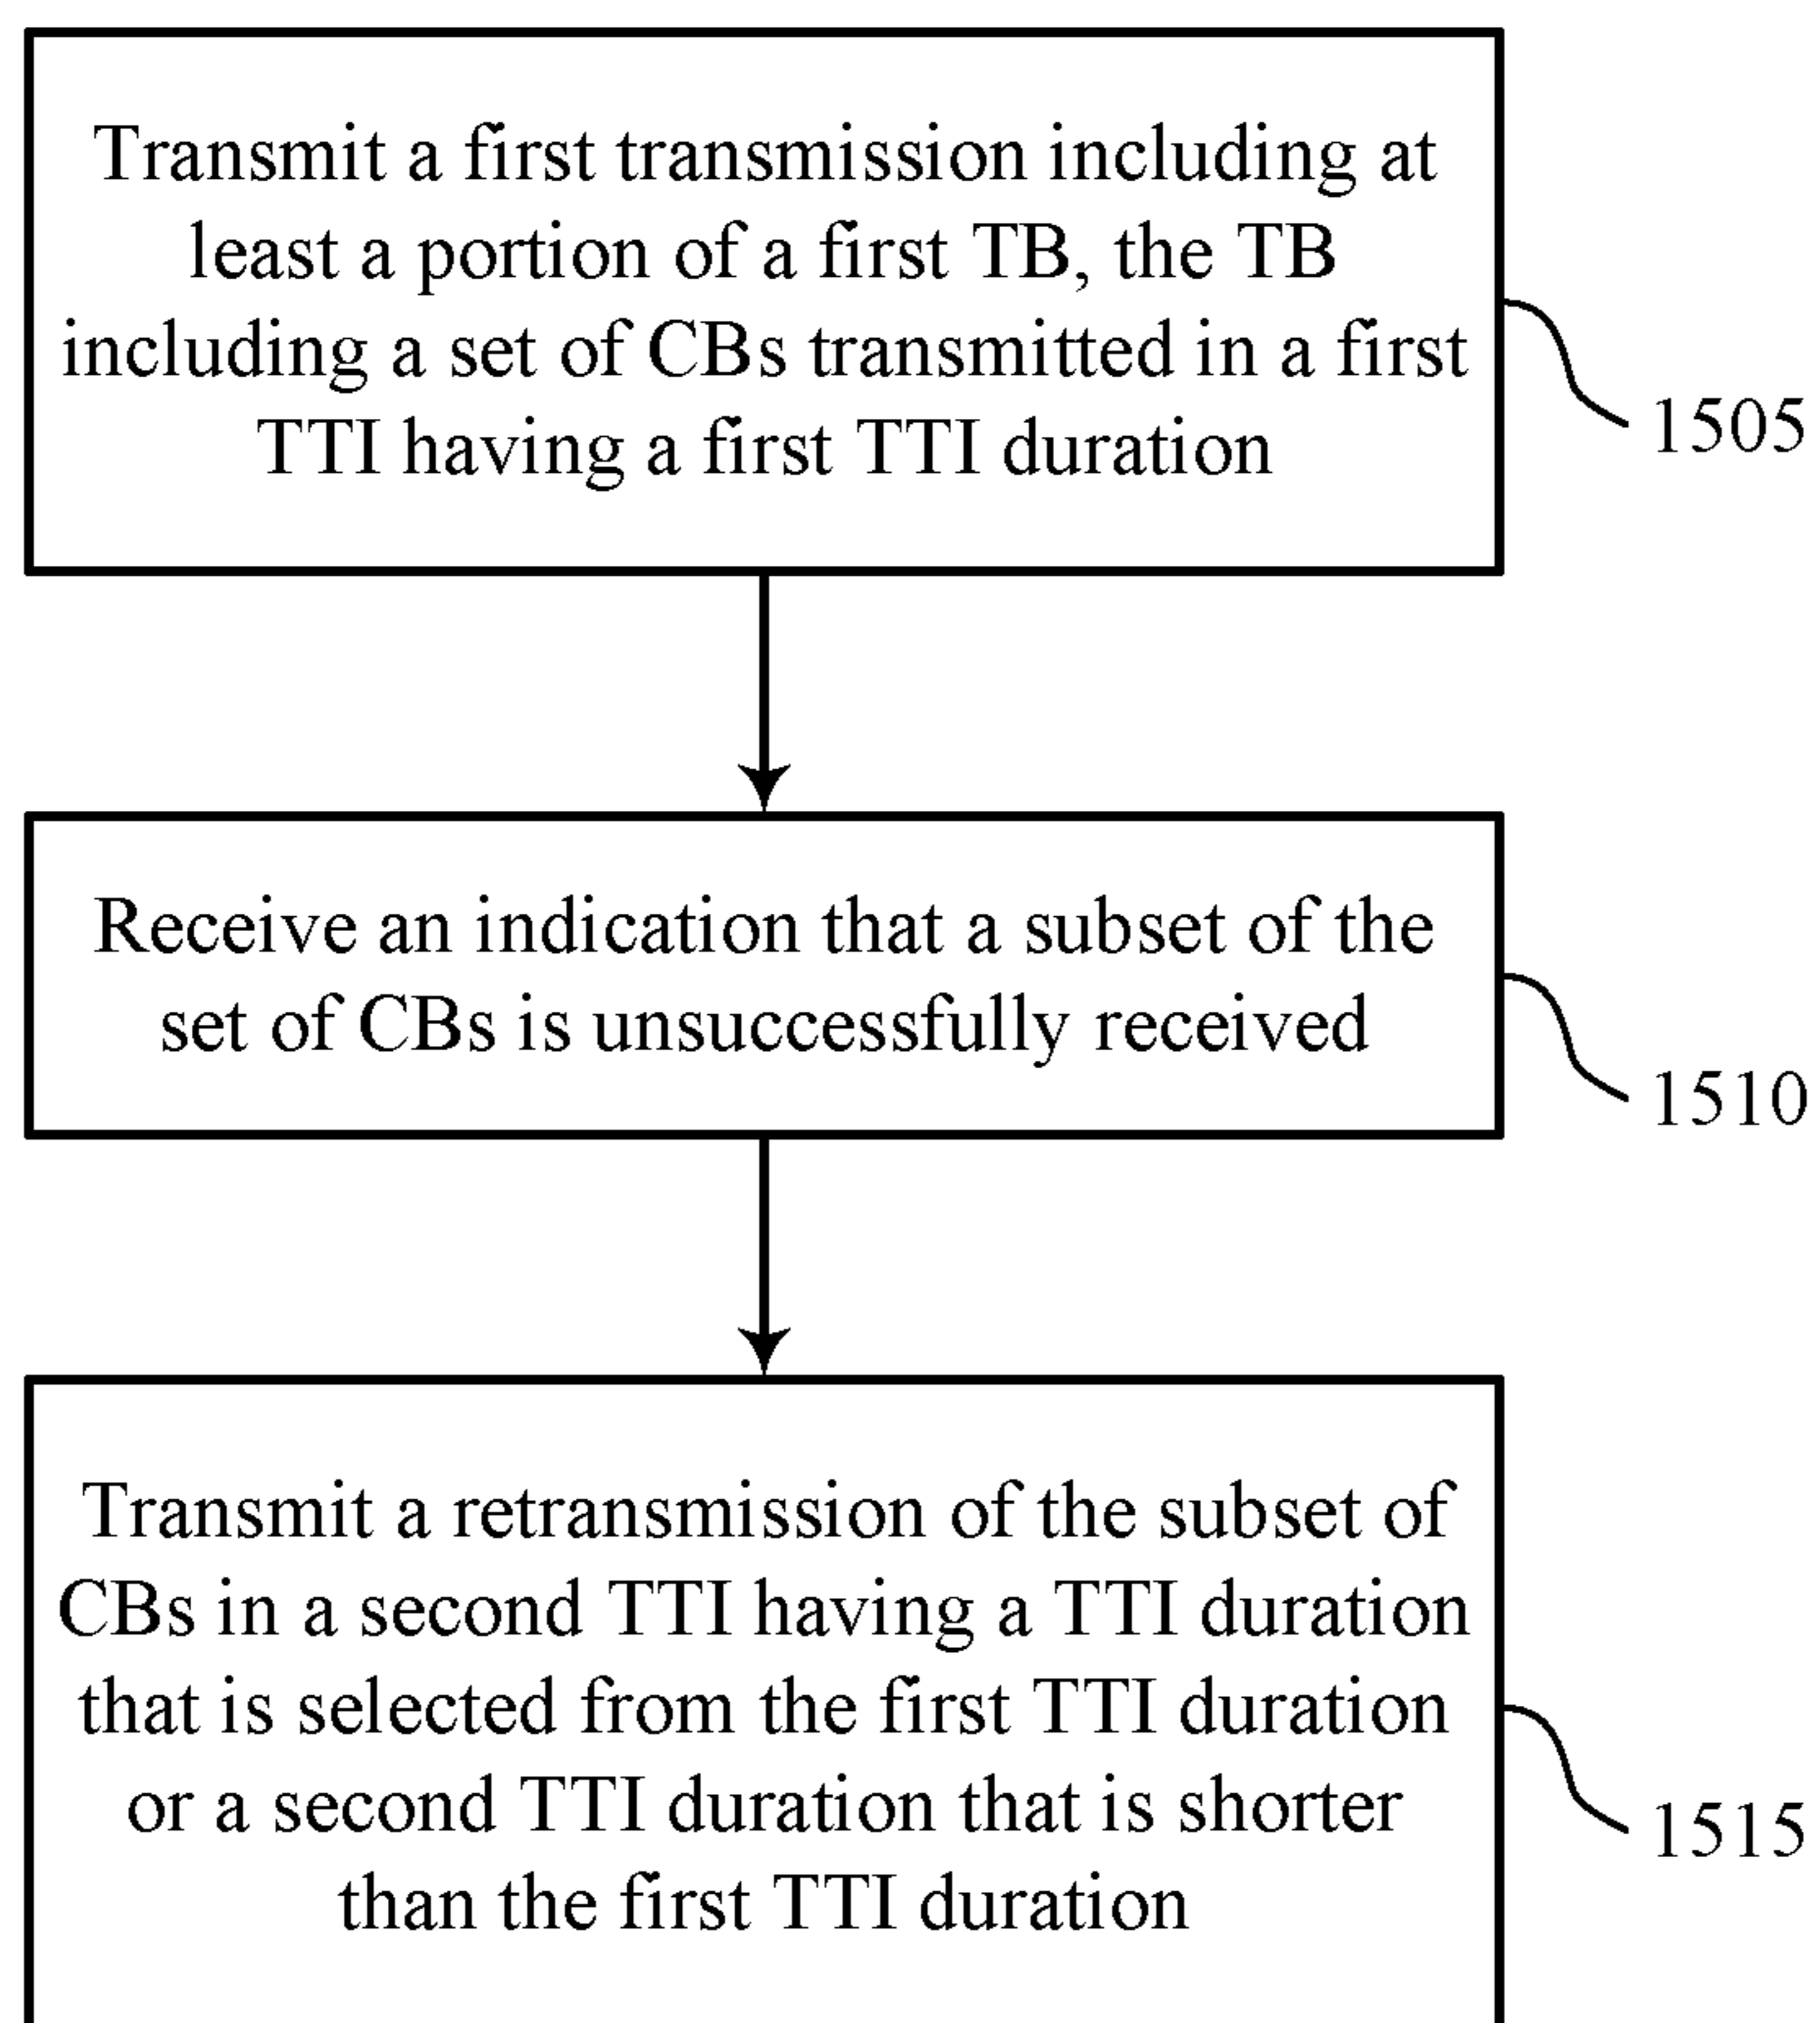 Transmit a first transmission including at
least a portion of a first TB, the TB
including a set of CBs transmitted in a first
TTI having a first TTI duration
1505
Receive an indication that a subset of the
set of CBs is unsuccessfully received
1510
Transmit a retransmission of the subset of
CBs in a second TTI having a TTI duration
that is selected from the first TTI duration
or a second TTI duration that is shorter
than the first TTI duration
1515